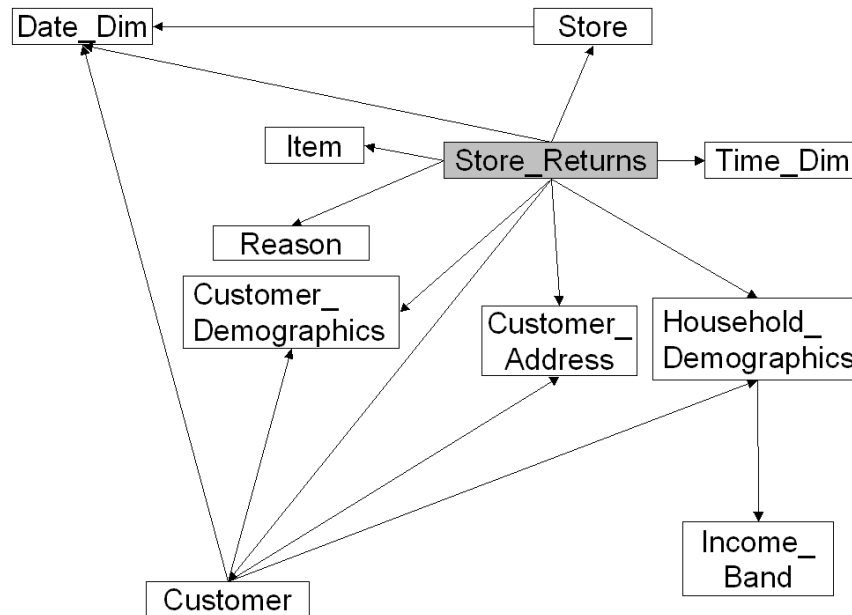 Date_Dim
Store
Item
Store_Returns
Time_Dim
Reason
Customer_
Demographics
Customer_
Address
Household_
Demographics
Income_
Band
Customer